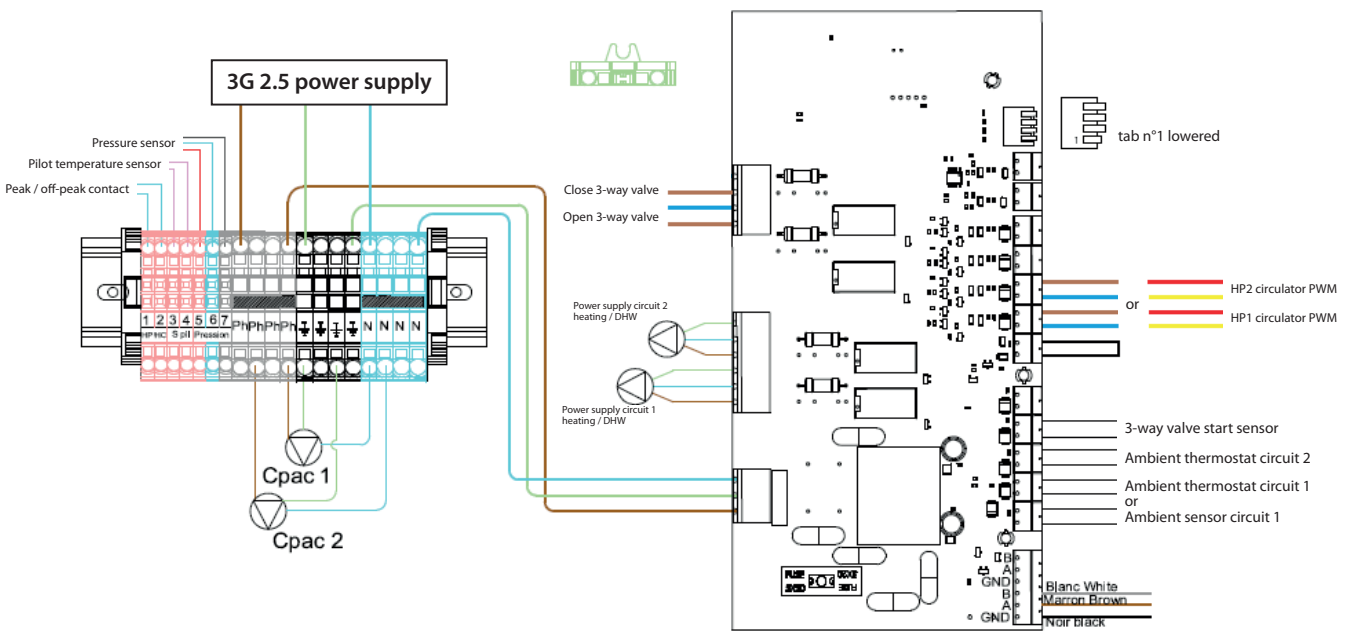 3G 2.5 power supply
Pressure sensor
Pilot temperature sensor
Peak / off-peak contact
1 2 3 4 5 6 7
HP HC S pil Pression
Ph Ph Ph Ph
N N N N
Cpac 1
Cpac 2
Close 3-way valve
Open 3-way valve
Power supply circuit 2
heating / DHW
Power supply circuit 1
heating / DHW
1
tab n°1 lowered
HP2 circulator PWM
or
HP1 circulator PWM
3-way valve start sensor
Ambient thermostat circuit 2
Ambient thermostat circuit 1
or
Ambient sensor circuit 1
B
A
GND
B
A
GND
Blanc White
Marron Brown
Noir black
FUSE